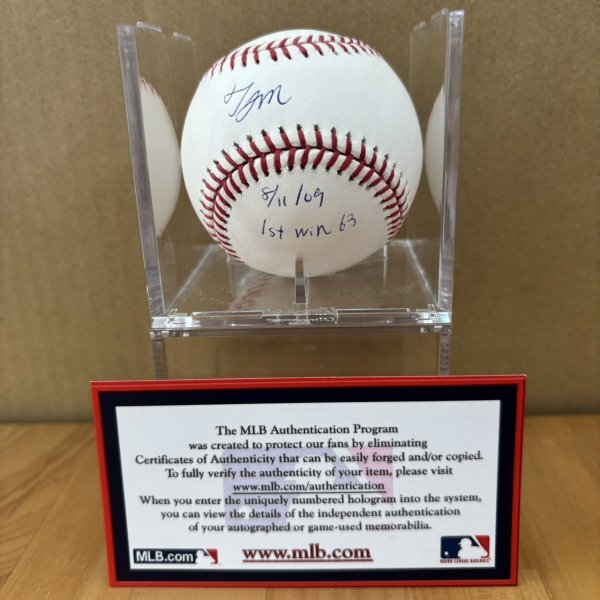 8/11/09
1st win 63
The MLB Authentication Program
was created to protect our fans by eliminating
Certificates of Authenticity that can be easily forged and/or copied.
To fully verify the authenticity of your item, please visit
www.mlb.com/authentication
When you enter the uniquely numbered hologram into the system,
you can view the details of the independent authentication
of your autographed or game-used memorabilia.
MLB.com
www.mlb.com
MAJOR LEAGUE BASEBALL